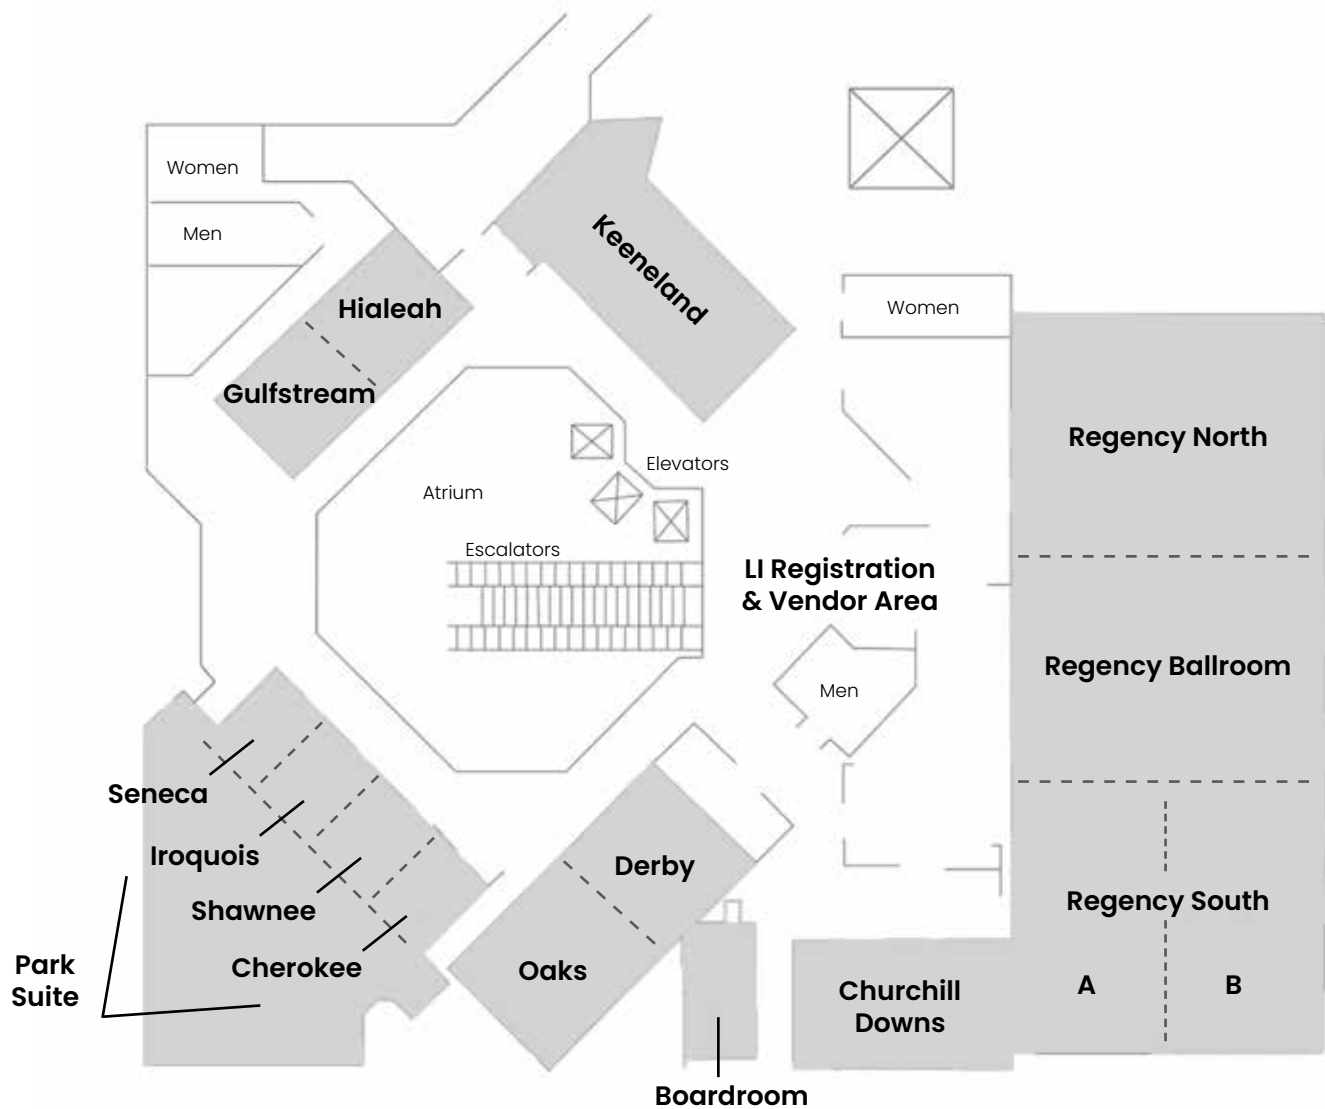 Women
Men
Keeneland
Hialeah
Women
Gulfstream
Regency North
Elevators
Atrium
Escalators
LI Registration
& Vendor Area
Regency Ballroom
Men
Seneca
Iroquois
Derby
Shawnee
Regency South
Cherokee
Park
Suite
Oaks
A
B
Churchill
Downs
Boardroom